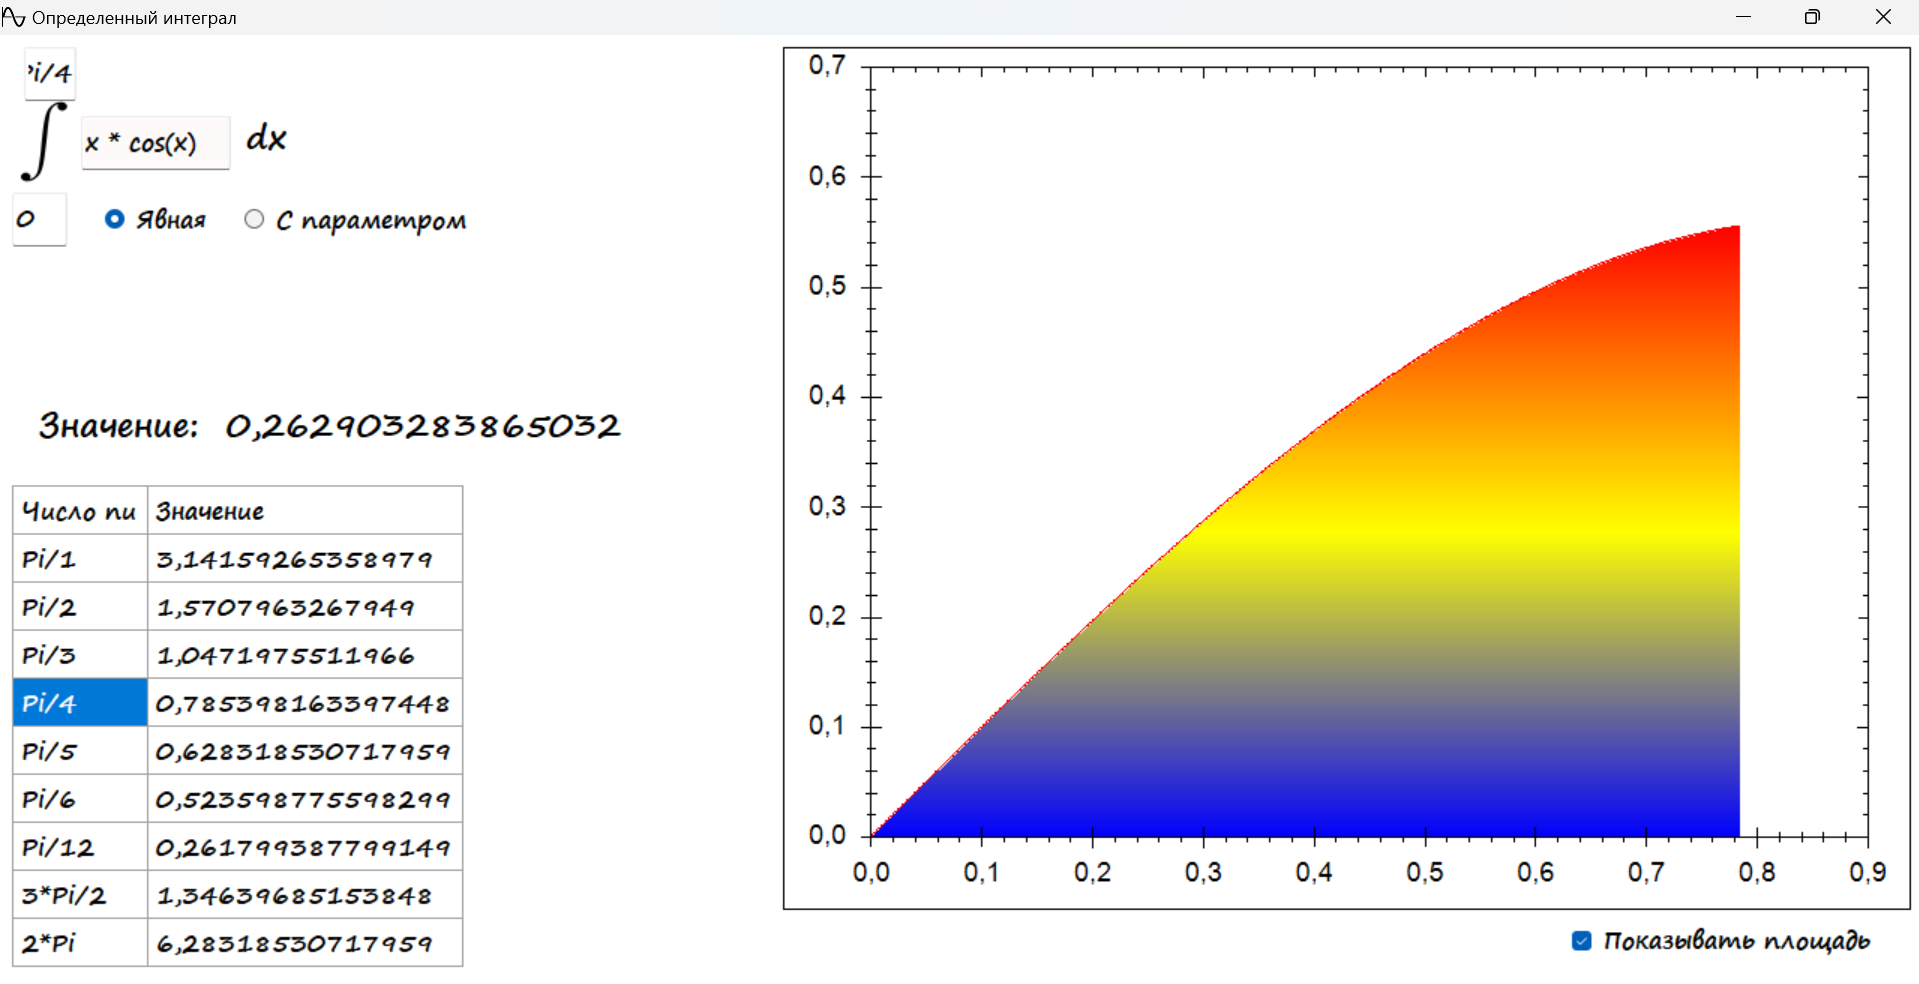 Определенный интеграл
Pi/4
∫ x * cos(x) dx
0
Явная С параметром
Значение: 0,262903283865032
Число пи Значение
Pi/1 3,14159265358979
Pi/2 1,5707963267949
Pi/3 1,0471975511966
Pi/4 0,785398163397448
Pi/5 0,628318530717959
Pi/6 0,523598775598299
Pi/12 0,261799387799149
3*Pi/2 1,34639685153848
2*Pi 6,28318530717959
0,7
0,6
0,5
0,4
0,3
0,2
0,1
0,0
0,0 0,1 0,2 0,3 0,4 0,5 0,6 0,7 0,8 0,9
Показывать площадь